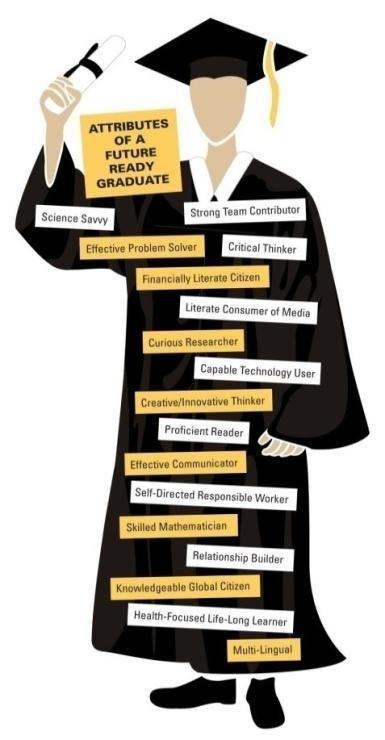 ATTRIBUTES
OF A
FUTURE
READY
GRADUATE
Science Savvy
Strong Team Contributor
Effective Problem Solver
Critical Thinker
Financially Literate Citizen
Literate Consumer of Media
Curious Researcher
Capable Technology User
Creative/Innovative Thinker
Proficient Reader
Effective Communicator
Self-Directed Responsible Worker
Skilled Mathematician
Relationship Builder
Knowledgeable Global Citizen
Health-Focused Life-Long Learner
Multi-Lingual